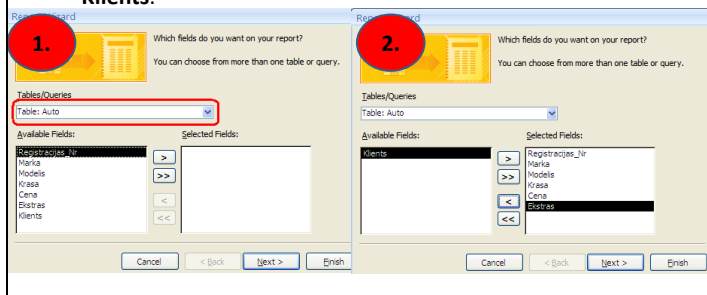 Klients.
Report Wizard
1.
Which fields do you want on your report?
You can choose from more than one table or query.
Tables/Queries
Table: Auto
Available Fields:
Selected Fields:
Registracijas_Nr
Marka
Modelis
Krasa
Cena
Ekstras
Klients
>
>>
<
<<
Cancel
< Back
Next >
Finish
2.
Which fields do you want on your report?
You can choose from more than one table or query.
Tables/Queries
Table: Auto
Available Fields:
Selected Fields:
Klients
>
>>
<
<<
Registracijas_Nr
Marka
Modelis
Krasa
Cena
Ekstras
Cancel
< Back
Next >
Finish